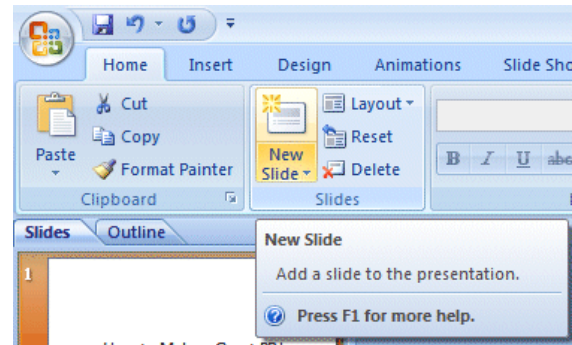 Home Insert Design Animations Slide Sho
Cut
Copy
Format Painter
Paste
Clipboard
New
Slide
Layout
Reset
Delete
Slides
B I U abc
Slides Outline
New Slide
Add a slide to the presentation.
Press F1 for more help.
1